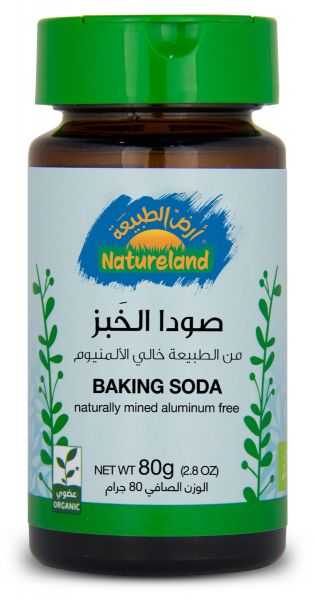 أرض الطبيعة
Natureland
صودا الخَبز
من الطبيعة خالي الألمنيوم
BAKING SODA
naturally mined aluminum free
NET WT 80g (2.8 OZ)
الوزن الصافي 80 جرام
عضوي
ORGANIC